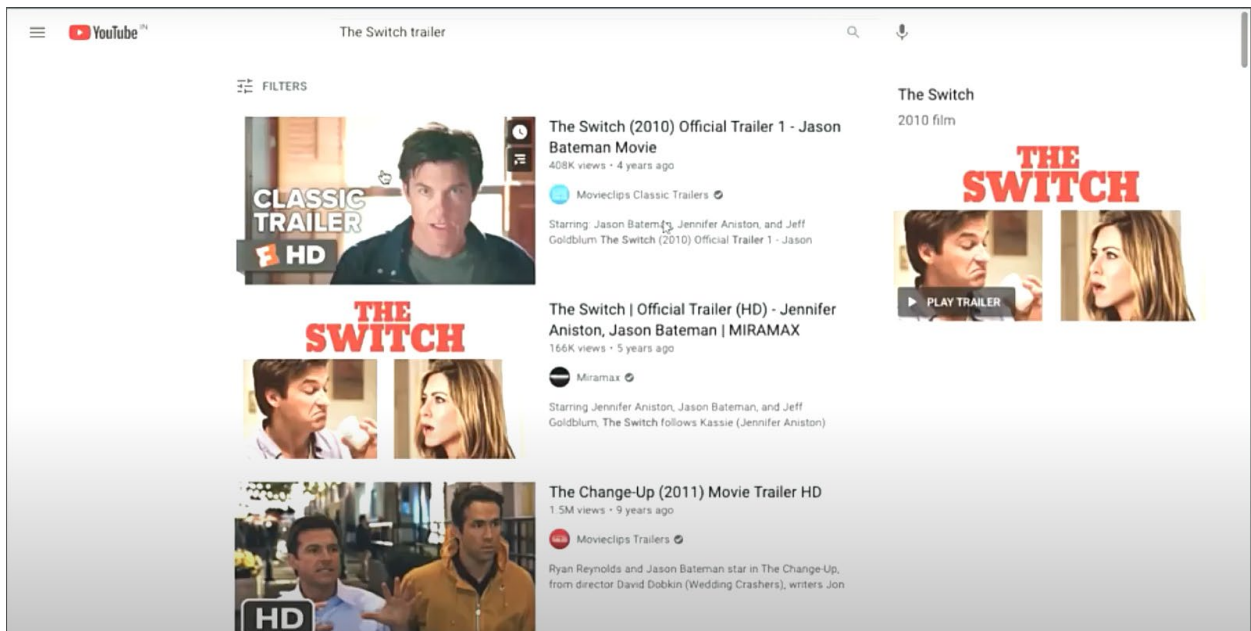 YouTube IN
The Switch trailer
FILTERS
CLASSIC
TRAILER
F HD
The Switch (2010) Official Trailer 1 - Jason
Bateman Movie
408K views • 4 years ago
Movieclips Classic Trailers
Starring: Jason Bateman, Jennifer Aniston, and Jeff
Goldblum The Switch (2010) Official Trailer 1 - Jason
THE
SWITCH
The Switch | Official Trailer (HD) - Jennifer
Aniston, Jason Bateman | MIRAMAX
166K views • 5 years ago
Miramax
Starring Jennifer Aniston, Jason Bateman, and Jeff
Goldblum, The Switch follows Kassie (Jennifer Aniston)
HD
The Change-Up (2011) Movie Trailer HD
1.5M views • 9 years ago
Movieclips Trailers
Ryan Reynolds and Jason Bateman star in The Change-Up,
from director David Dobkin (Wedding Crashers), writers Jon
The Switch
2010 film
THE
SWITCH
PLAY TRAILER